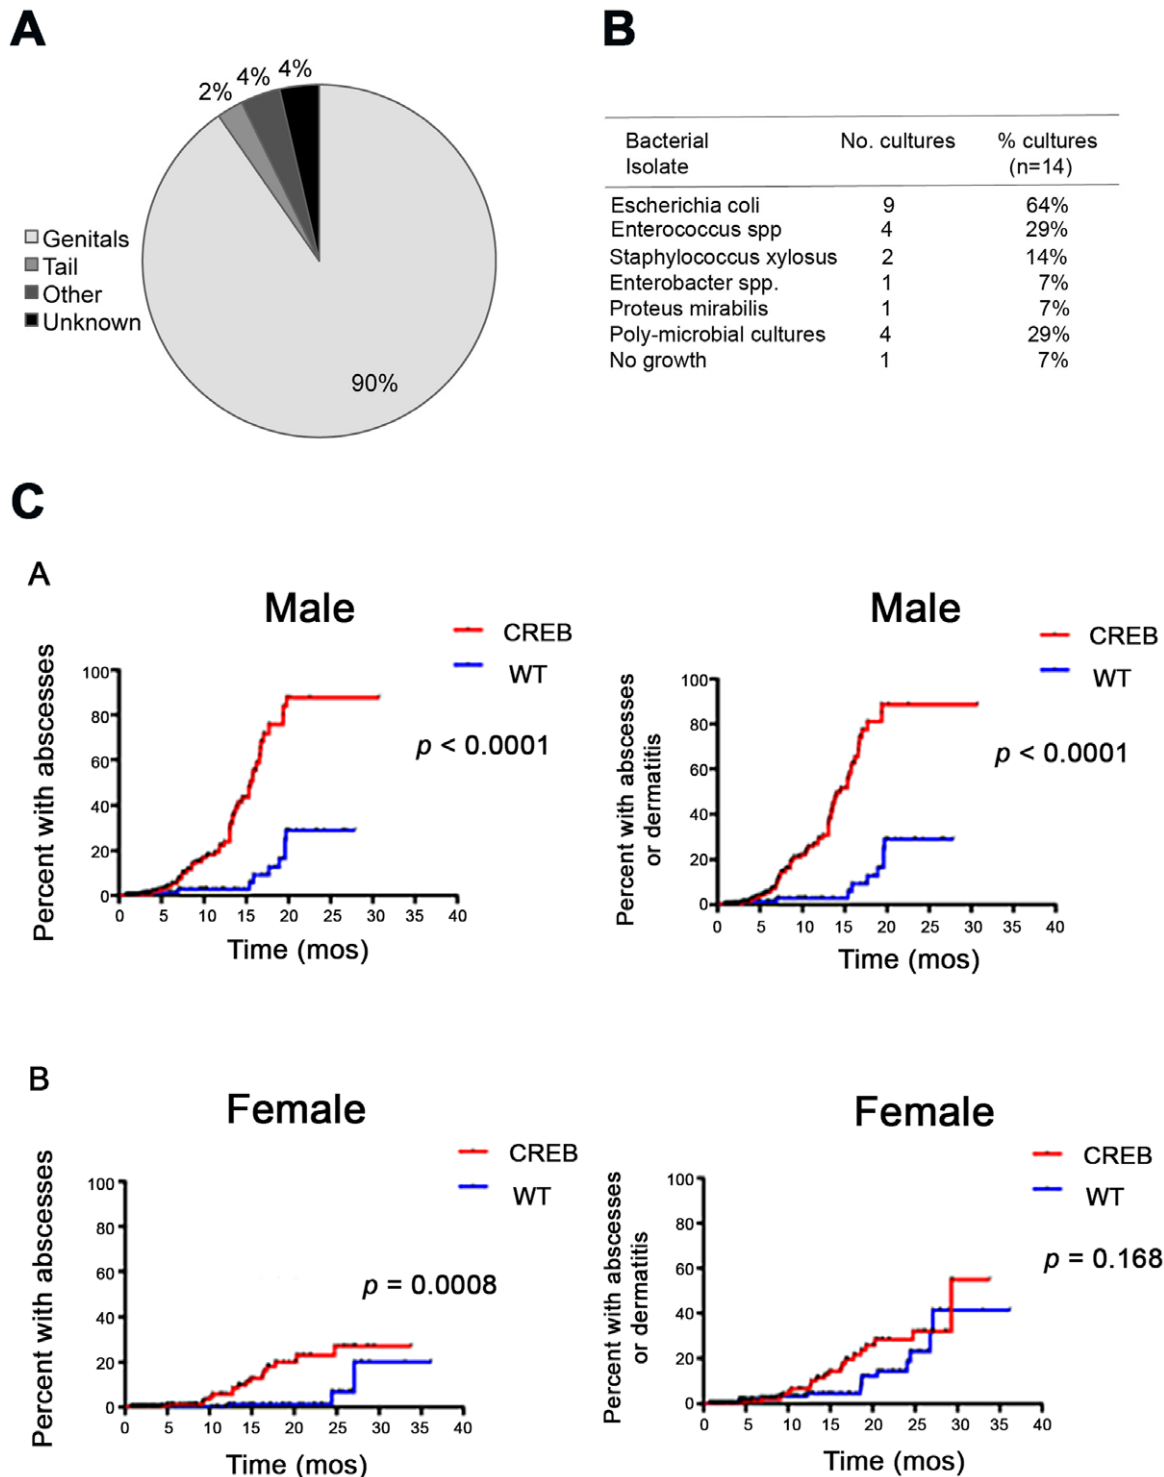 A
2%
4%
4%
Genitals
Tail
Other
Unknown
90%
B
Bacterial No. cultures % cultures
Isolate (n=14)
Escherichia coli 9 64%
Enterococcus spp 4 29%
Staphylococcus xylosus 2 14%
Enterobacter spp. 1 7%
Proteus mirabilis 1 7%
Poly-microbial cultures 4 29%
No growth 1 7%
C
A
Male
CREB
WT
p < 0.0001
Percent with abscesses
100
80
60
40
20
0
0 5 10 15 20 25 30 35 40
Time (mos)
Male
CREB
WT
p < 0.0001
Percent with abscesses
or dermatitis
100
80
60
40
20
0
0 5 10 15 20 25 30 35 40
Time (mos)
B
Female
CREB
WT
p = 0.0008
Percent with abscesses
100
80
60
40
20
0
0 5 10 15 20 25 30 35 40
Time (mos)
Female
CREB
WT
p = 0.168
Percent with abscesses
or dermatitis
100
80
60
40
20
0
0 5 10 15 20 25 30 35 40
Time (mos)